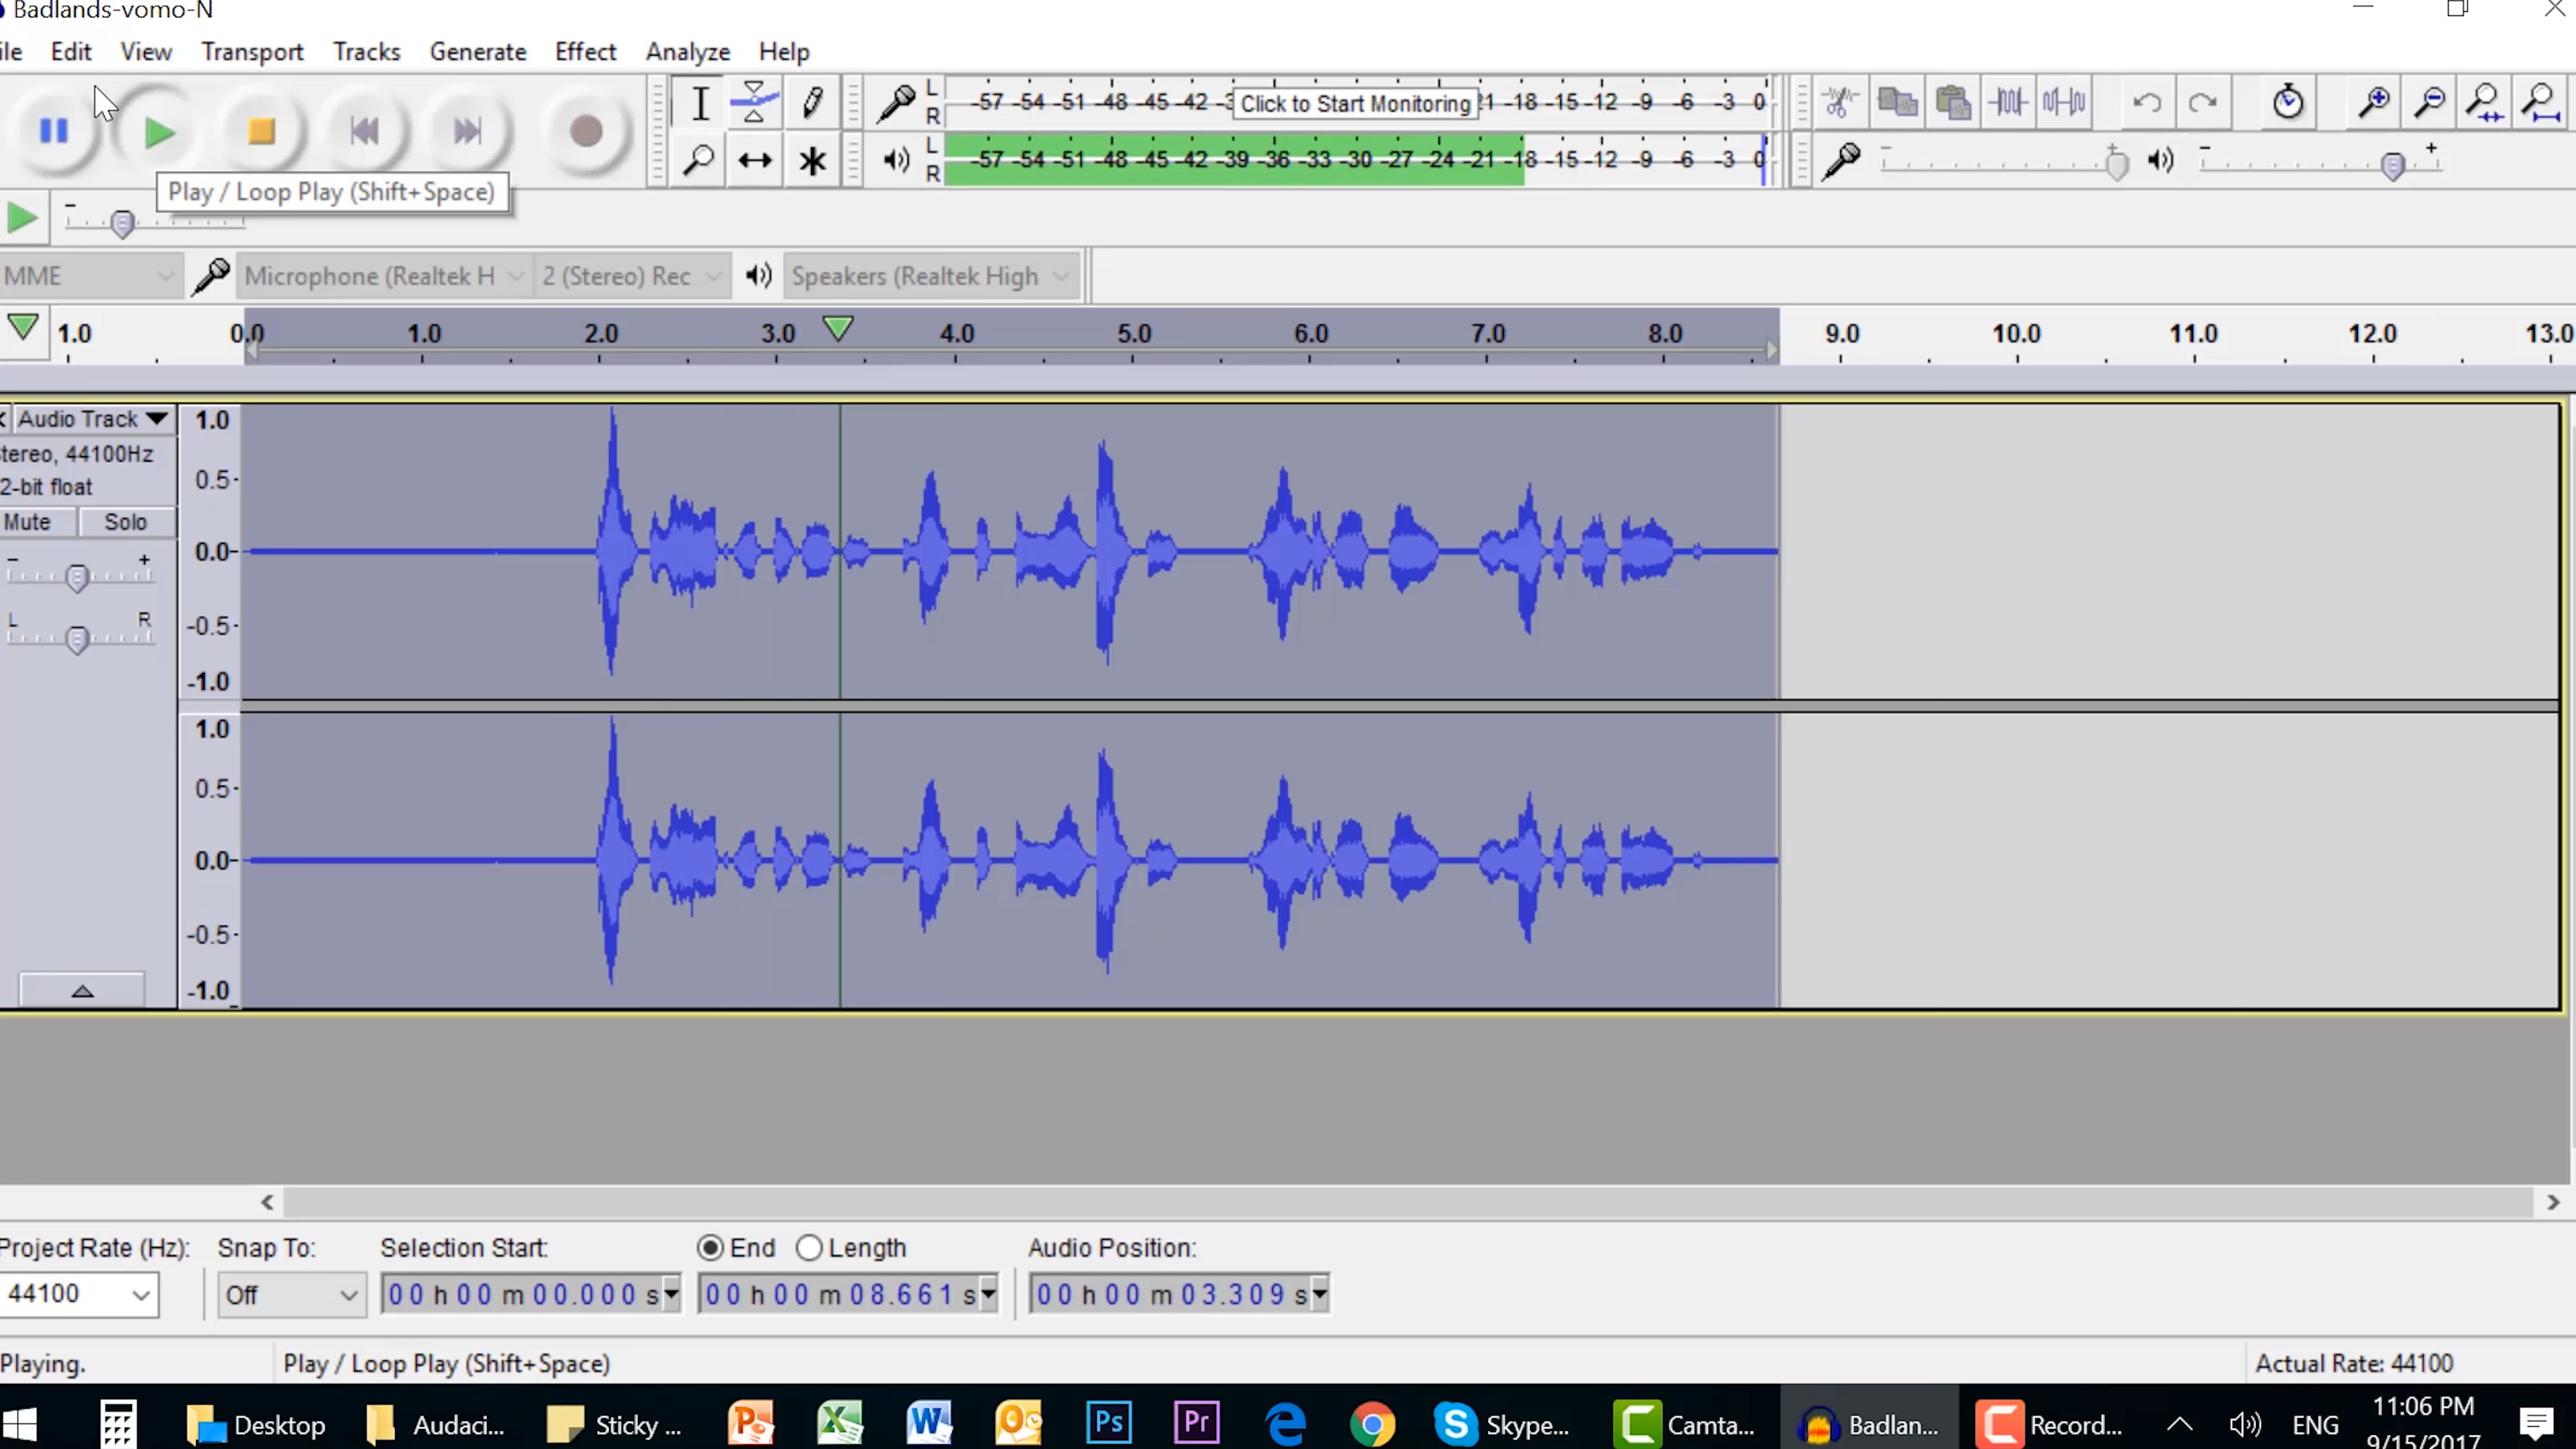 Badlands-vomo-N
ile Edit View Transport Tracks Generate Effect Analyze Help
L
R
-57 -54 -51 -48 -45 -42 -3 Click to Start Monitoring 21 -18 -15 -12 -9 -6 -3 0
L
R
-57 -54 -51 -48 -45 -42 -39 -36 -33 -30 -27 -24 -21 -18 -15 -12 -9 -6 -3 0
Play / Loop Play (Shift+Space)
MME Microphone (Realtek H 2 (Stereo) Rec Speakers (Realtek High
1.0 0.0 1.0 2.0 3.0 4.0 5.0 6.0 7.0 8.0 9.0 10.0 11.0 12.0 13.0
Audio Track
tereo, 44100Hz
2-bit float
Mute Solo
L R
1.0
0.5
0.0
-0.5
-1.0
1.0
0.5
0.0
-0.5
-1.0
Project Rate (Hz): Snap To: Selection Start: End Length Audio Position:
44100 Off 00 h 00 m 00.000 s 00 h 00 m 08.661 s 00 h 00 m 03.309 s
Playing. Play / Loop Play (Shift+Space) Actual Rate: 44100
Desktop Audaci... Sticky ... Ps Pr Skype... Camta... Badlan... Record... ENG 11:06 PM
9/15/2017